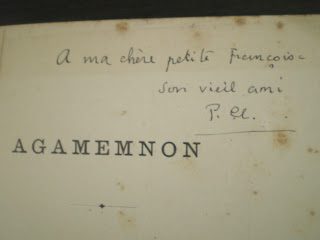 A ma chère petite Françoise
son vieil ami
P. Cl.
AGAMEMNON